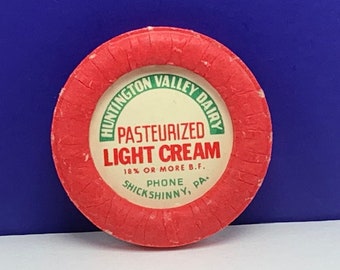 HUNTINGTON VALLEY DAIRY
PASTEURIZED
LIGHT CREAM
18% OR MORE B.F.
PHONE
SHICKSHINNY, PA.